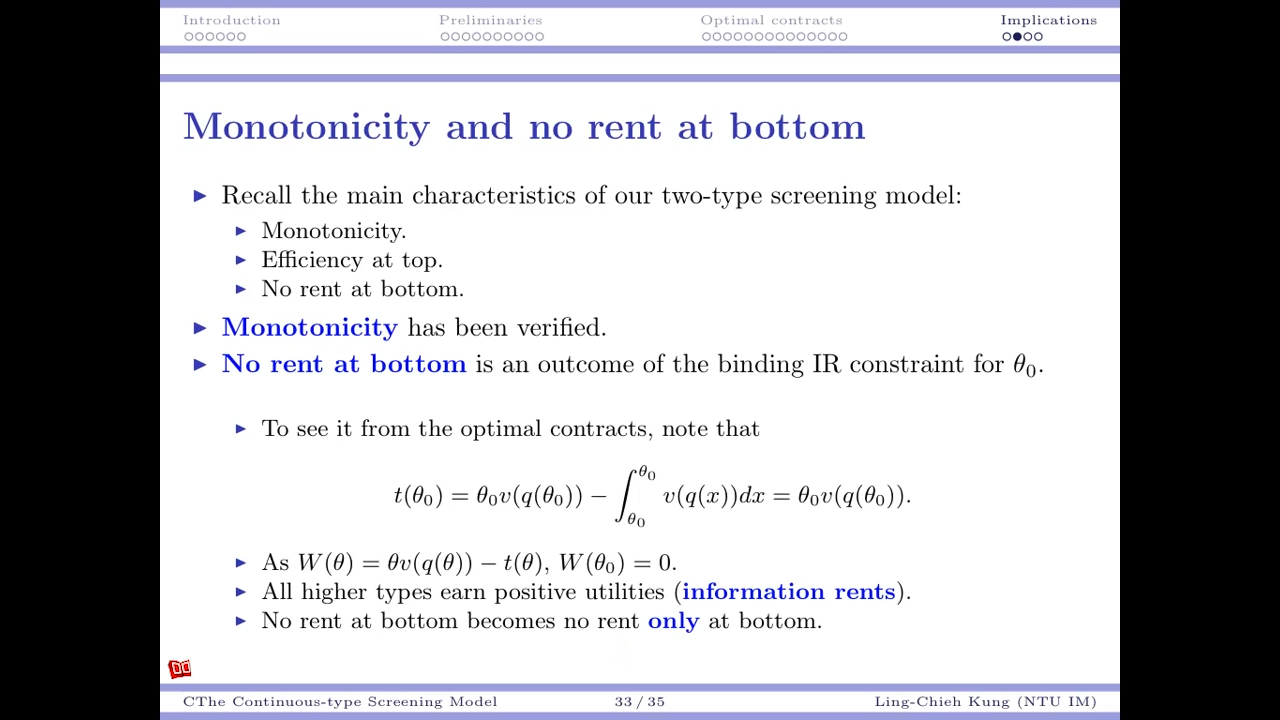 Introduction Preliminaries Optimal contracts Implications
Monotonicity and no rent at bottom
Recall the main characteristics of our two-type screening model:
Monotonicity.
Efficiency at top.
No rent at bottom.
Monotonicity has been verified.
No rent at bottom is an outcome of the binding IR constraint for θ₀.
To see it from the optimal contracts, note that
t(θ₀) = θ₀v(q(θ₀)) − ∫_{θ₀}^{θ₀} v(q(x))dx = θ₀v(q(θ₀)).
As W(θ) = θv(q(θ)) − t(θ), W(θ₀) = 0.
All higher types earn positive utilities (information rents).
No rent at bottom becomes no rent only at bottom.
CThe Continuous-type Screening Model 33 / 35 Ling-Chieh Kung (NTU IM)